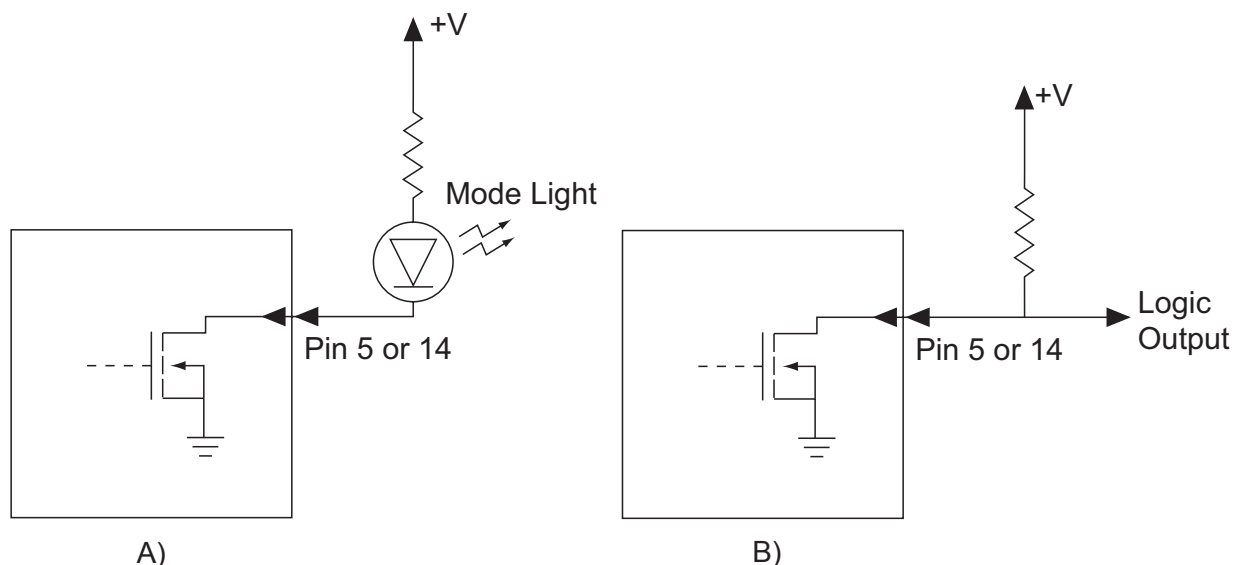 +V
Mode Light
Pin 5 or 14
A)
+V
Logic
Output
Pin 5 or 14
B)